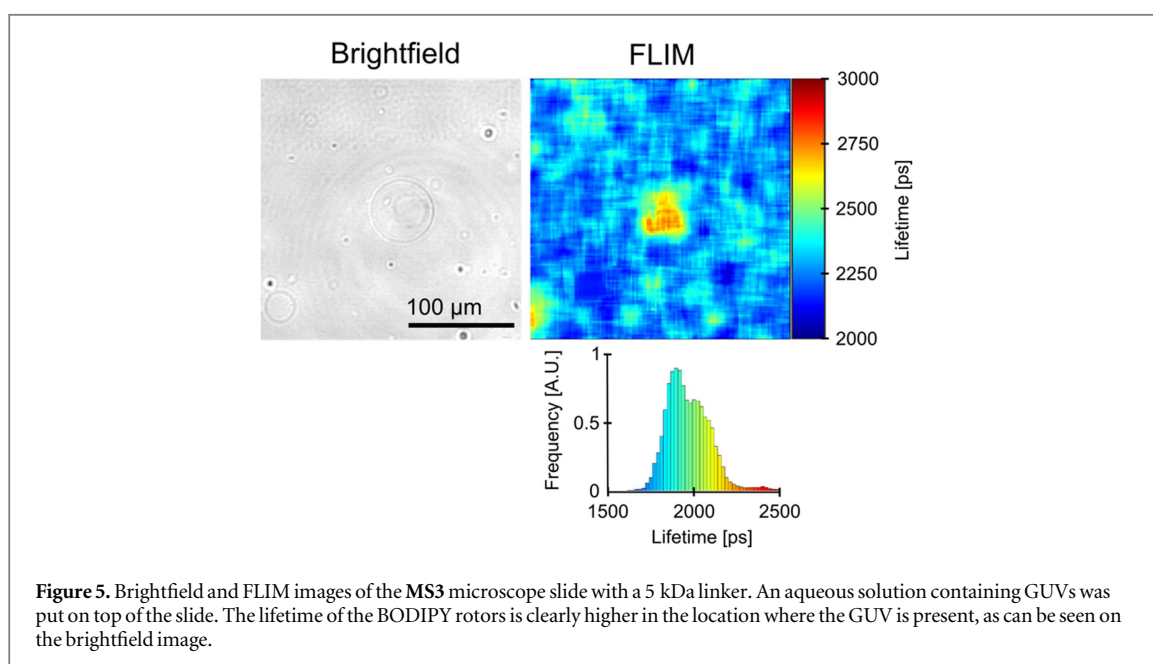 Brightfield
FLIM
100 µm
3000
2750
2500
2250
2000
Lifetime [ps]
Frequency [A.U.]
1
0.5
0
1500
2000
2500
Lifetime [ps]
Figure 5. Brightfield and FLIM images of the MS3 microscope slide with a 5 kDa linker. An aqueous solution containing GUVs was
put on top of the slide. The lifetime of the BODIPY rotors is clearly higher in the location where the GUV is present, as can be seen on
the brightfield image.